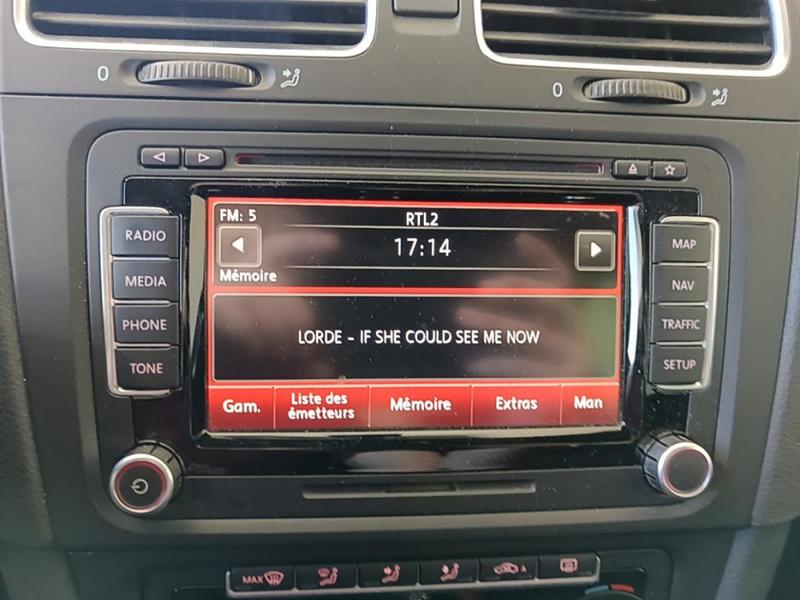 0
0
FM: 5
RTL2
17:14
Mémoire
LORDE - IF SHE COULD SEE ME NOW
Gam.
Liste des
émetteurs
Mémoire
Extras
Man
RADIO
MEDIA
PHONE
TONE
MAP
NAV
TRAFFIC
SETUP
MAX
A